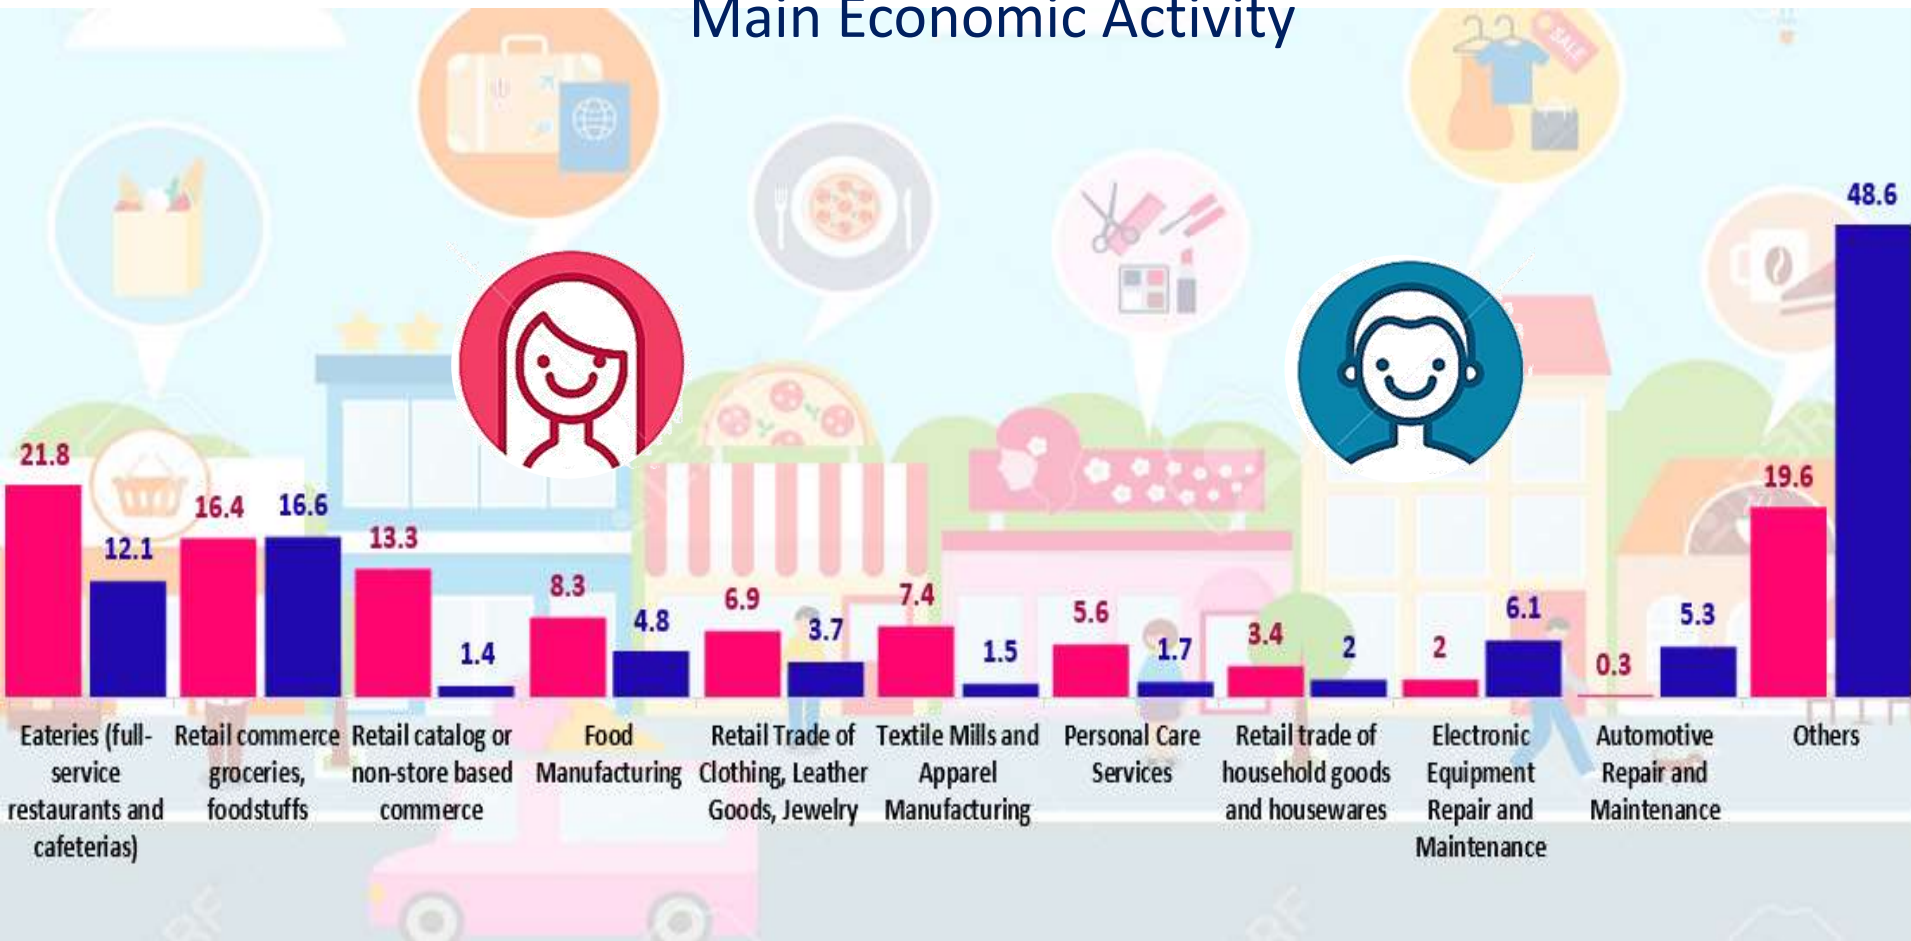 Main Economic Activity
SALE
48.6
21.8
19.6
16.4
16.6
13.3
12.1
8.3
7.4
6.9
6.1
5.6
5.3
4.8
3.7
3.4
2
2
1.7
1.5
1.4
0.3
Eateries (full-
service
restaurants and
cafeterias)
Retail commerce
groceries,
foodstuffs
Retail catalog or
non-store based
commerce
Food
Manufacturing
Retail Trade of
Clothing, Leather
Goods, Jewelry
Textile Mills and
Apparel
Manufacturing
Personal Care
Services
Retail trade of
household goods
and housewares
Electronic
Equipment
Repair and
Maintenance
Automotive
Repair and
Maintenance
Others